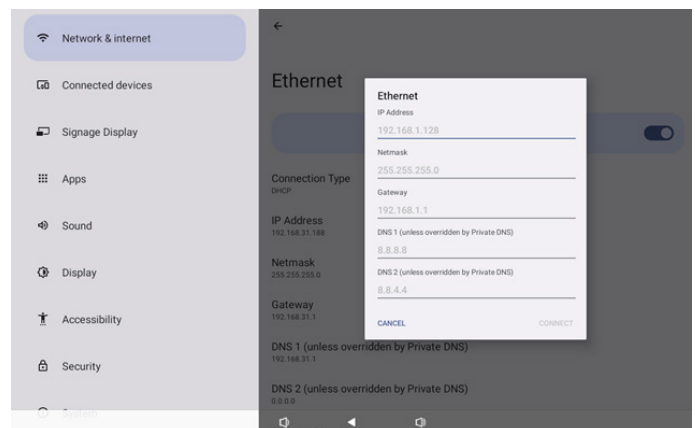 Network & internet
Connected devices
Signage Display
Apps
Sound
Display
Accessibility
Security
System
Ethernet
Connection Type
DHCP
IP Address
192.168.31.188
Netmask
255.255.255.0
Gateway
192.168.31.1
DNS 1 (unless overridden by Private DNS)
192.168.31.1
DNS 2 (unless overridden by Private DNS)
0.0.0.0
Ethernet
IP Address
192.168.1.128
Netmask
255.255.255.0
Gateway
192.168.1.1
DNS 1 (unless overridden by Private DNS)
8.8.8.8
DNS 2 (unless overridden by Private DNS)
8.8.4.4
CANCEL
CONNECT